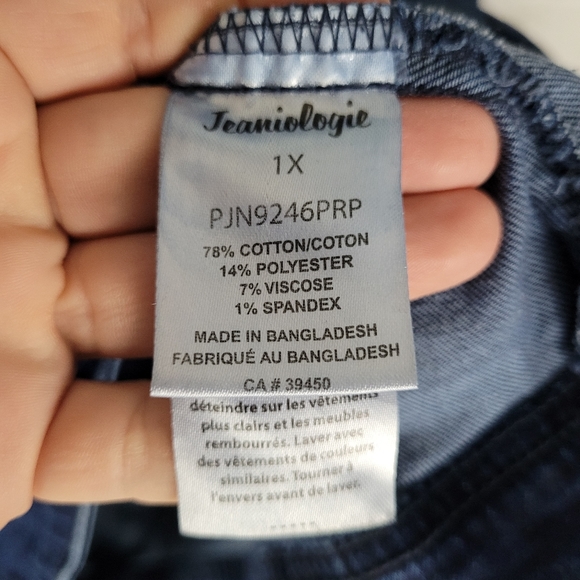 Jeaniologie
1X
PJN9246PRP
78% COTTON/COTON
14% POLYESTER
7% VISCOSE
1% SPANDEX
MADE IN BANGLADESH
FABRIQUÉ AU BANGLADESH
CA # 39450
déteindre sur les vêtements
plus clairs et les meubles
rembourrés. Laver avec
des vêtements de couleurs
similaires. Tourner à
l'envers avant de laver.